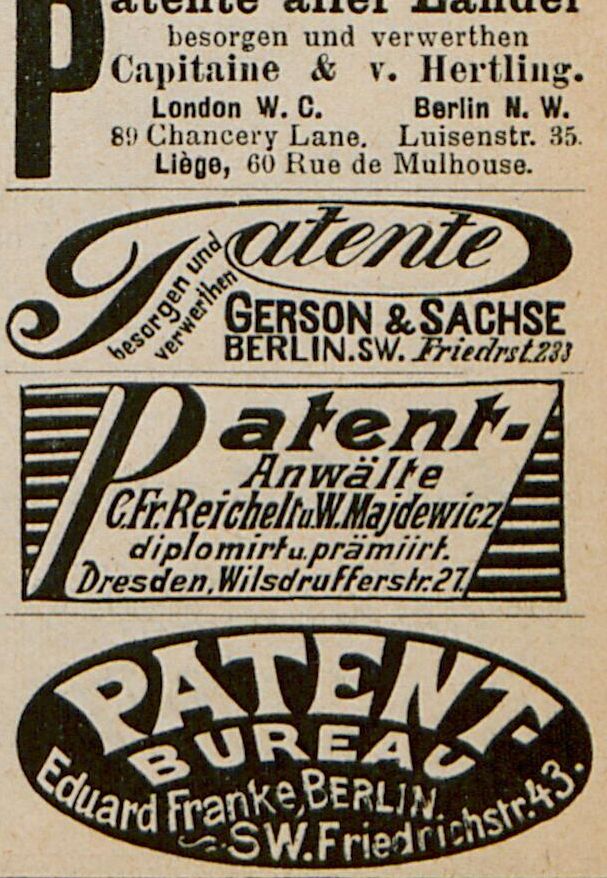 Patente aller Länder
besorgen und verwerthen
Capitaine & v. Hertling.
London W. C. Berlin N. W.
89 Chancery Lane. Luisenstr. 35.
Liège, 60 Rue de Mulhouse.
Patente
besorgen und
verwerthen
GERSON & SACHSE
BERLIN.SW. Friedrst.233
Patent-
Anwälte
C.Fr.Reichelt u.W.Majdewicz
diplomirt u. prämiirt.
Dresden, Wilsdrufferstr.27.
PATENT-
BUREAU
Eduard Franke, BERLIN.
SW. Friedrichstr. 43.